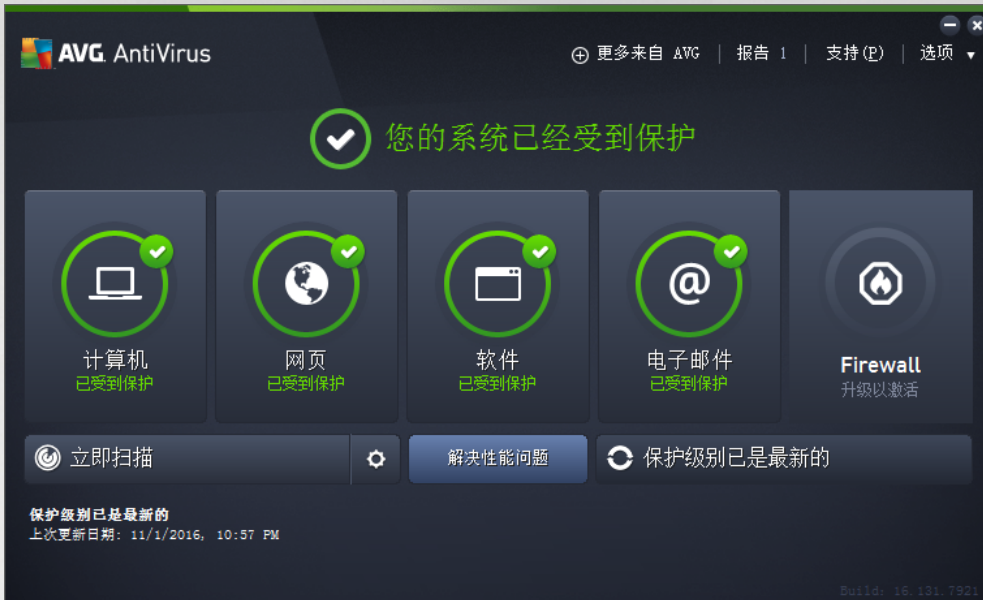 AVG AntiVirus
更多来自 AVG | 报告 1 | 支持(P) | 选项
您的系统已经受到保护
计算机
已受到保护
网页
已受到保护
软件
已受到保护
电子邮件
已受到保护
Firewall
升级以激活
立即扫描
解决性能问题
保护级别已是最新的
保护级别已是最新的
上次更新日期: 11/1/2016, 10:57 PM
Build: 16.131.7921